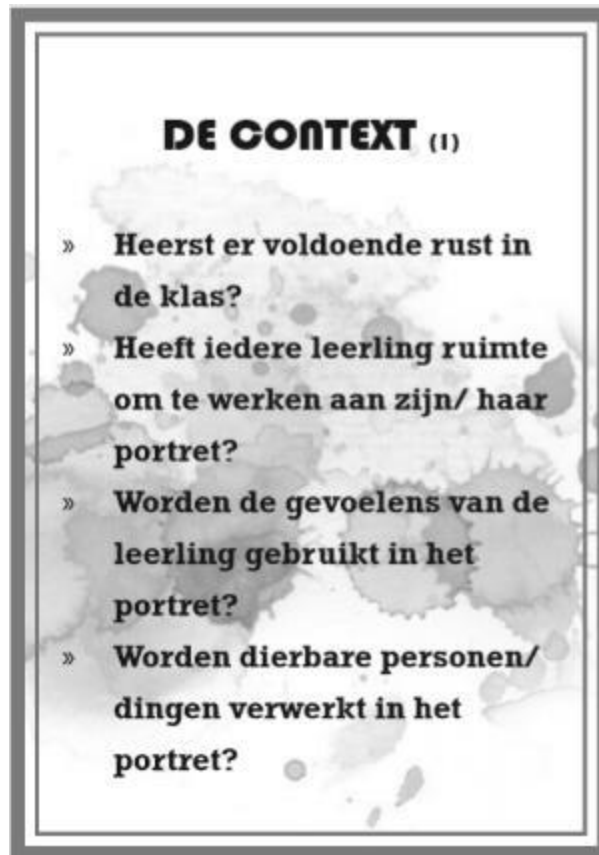 DE CONTEXT (1)
» Heerst er voldoende rust in
de klas?
» Heeft iedere leerling ruimte
om te werken aan zijn/ haar
portret?
» Worden de gevoelens van de
leerling gebruikt in het
portret?
» Worden dierbare personen/
dingen verwerkt in het
portret?